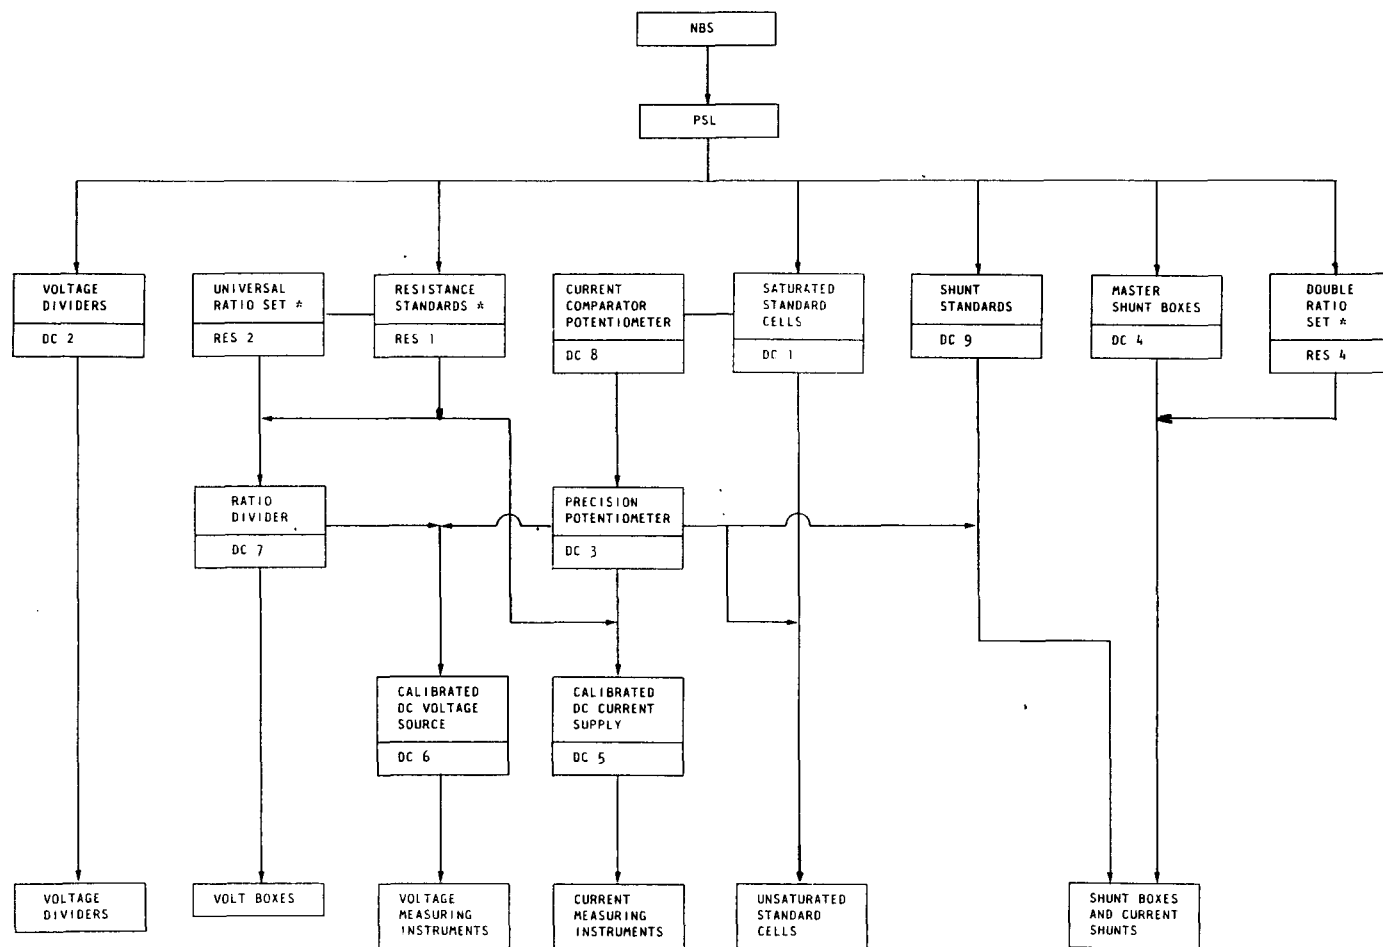 NBS
PSL
VOLTAGE
DIVIDERS
DC 2
UNIVERSAL
RATIO SET *
RES 2
RESISTANCE
STANDARDS *
RES 1
CURRENT
COMPARATOR
POTENTIOMETER
DC 8
SATURATED
STANDARD
CELLS
DC 1
SHUNT
STANDARDS
DC 9
MASTER
SHUNT BOXES
DC 4
DOUBLE
RATIO
SET *
RES 4
RATIO
DIVIDER
DC 7
PRECISION
POTENTIOMETER
DC 3
CALIBRATED
DC VOLTAGE
SOURCE
DC 6
CALIBRATED
DC CURRENT
SUPPLY
DC 5
VOLTAGE
DIVIDERS
VOLT BOXES
VOLTAGE
MEASURING
INSTRUMENTS
CURRENT
MEASURING
INSTRUMENTS
UNSATURATED
STANDARD
CELLS
SHUNT BOXES
AND CURRENT
SHUNTS